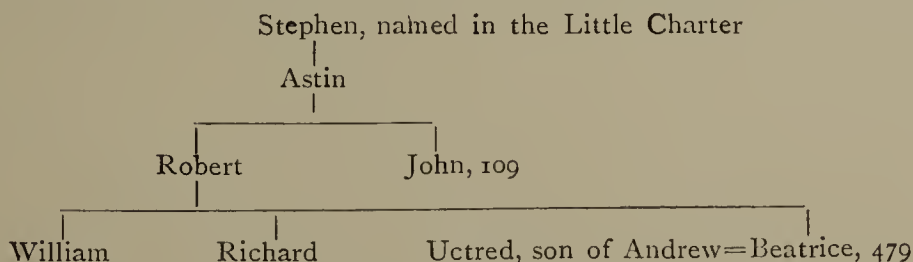 Stephen, named in the Little Charter
Astin
Robert John, 109
William Richard Uctred, son of Andrew=Beatrice, 479